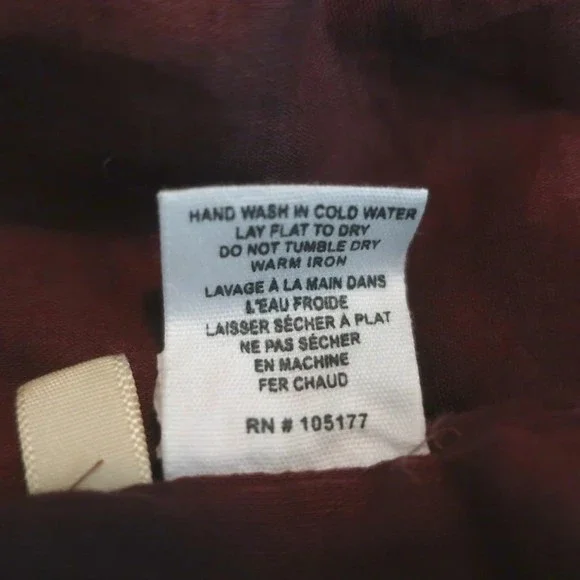 HAND WASH IN COLD WATER
LAY FLAT TO DRY
DO NOT TUMBLE DRY
WARM IRON
LAVAGE À LA MAIN DANS
L'EAU FROIDE
LAISSER SÉCHER À PLAT
NE PAS SÉCHER
EN MACHINE
FER CHAUD
RN # 105177